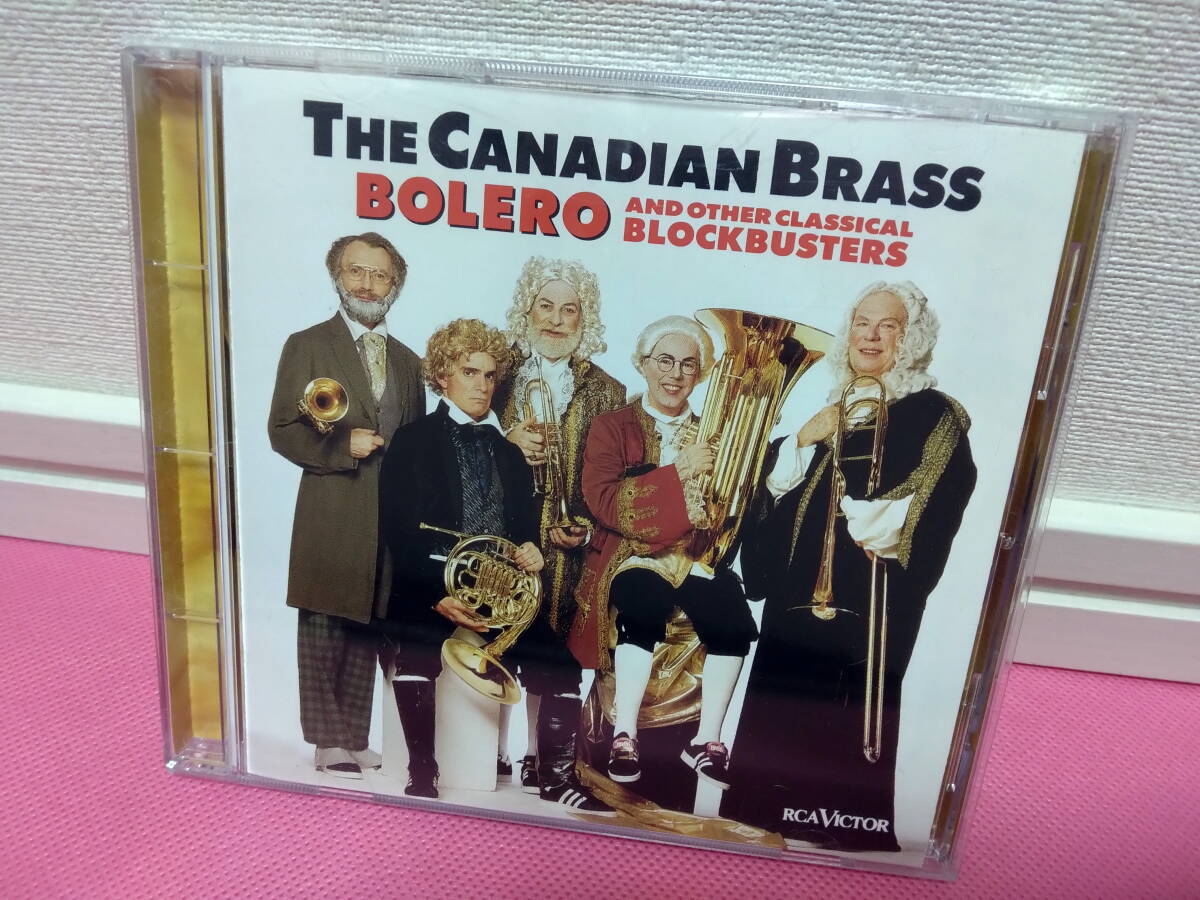 THE CANADIAN BRASS
BOLERO AND OTHER CLASSICAL
BLOCKBUSTERS
RCA VICTOR